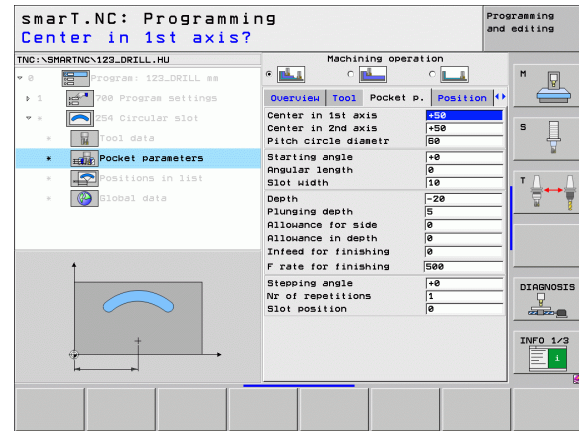 smarT.NC: Programming
Center in 1st axis?
Programming
and editing
TNC:\SMARTNC\123_DRILL.HU
0 Program: 123_DRILL mm
1 700 Program settings
254 Circular slot
* Tool data
* Pocket parameters
* Positions in list
* Global data
Machining operation
Overview Tool Pocket p. Position
Center in 1st axis +50
Center in 2nd axis +50
Pitch circle diametr 60
Starting angle +0
Angular length 0
Slot width 10
Depth -20
Plunging depth 5
Allowance for side 0
Allowance in depth 0
Infeed for finishing 0
F rate for finishing 500
Stepping angle +0
Nr of repetitions 1
Slot position 0
M
S
T
DIAGNOSIS
INFO 1/3